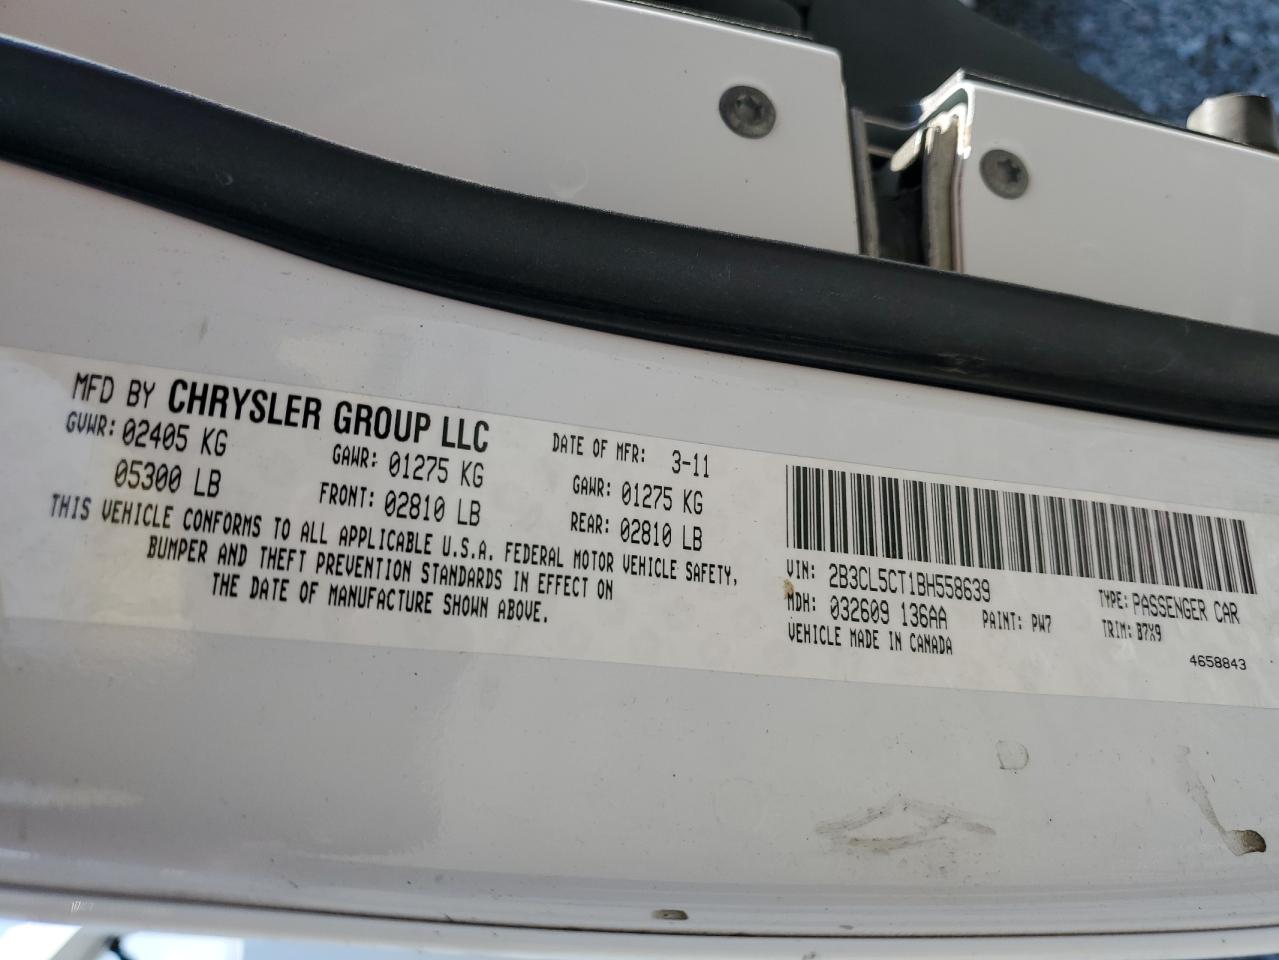 MFD BY CHRYSLER GROUP LLC
DATE OF MFR: 3-11
GVWR: 02405 KG GAWR: 01275 KG GAWR: 01275 KG
05300 LB FRONT: 02810 LB REAR: 02810 LB
THIS VEHICLE CONFORMS TO ALL APPLICABLE U.S.A. FEDERAL MOTOR VEHICLE SAFETY,
BUMPER AND THEFT PREVENTION STANDARDS IN EFFECT ON
THE DATE OF MANUFACTURE SHOWN ABOVE.
VIN: 2B3CL5CT1BH558639 TYPE: PASSENGER CAR
MDH: 032609 136AA PAINT: PW7 TRIM: B7X9
VEHICLE MADE IN CANADA
4658843